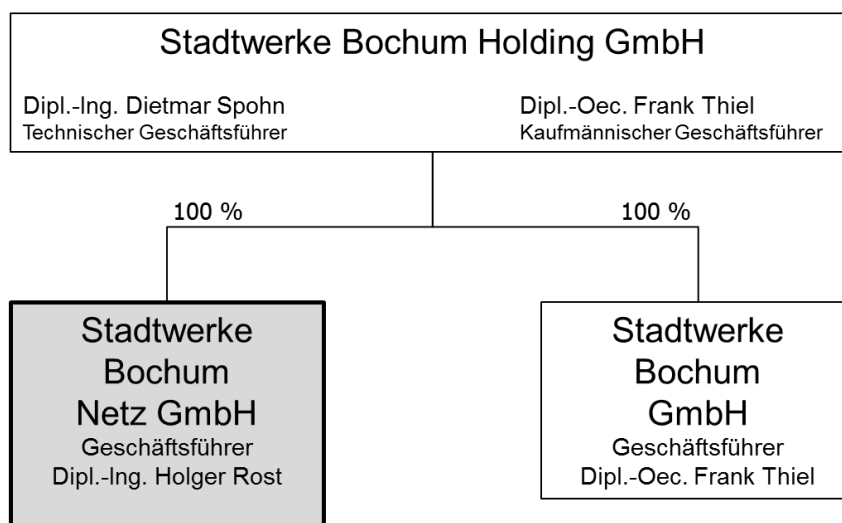 Stadtwerke Bochum Holding GmbH
Dipl.-Ing. Dietmar Spohn
Technischer Geschäftsführer
Dipl.-Oec. Frank Thiel
Kaufmännischer Geschäftsführer
100 %
100 %
Stadtwerke
Bochum
Netz GmbH
Geschäftsführer
Dipl.-Ing. Holger Rost
Stadtwerke
Bochum
GmbH
Geschäftsführer
Dipl.-Oec. Frank Thiel